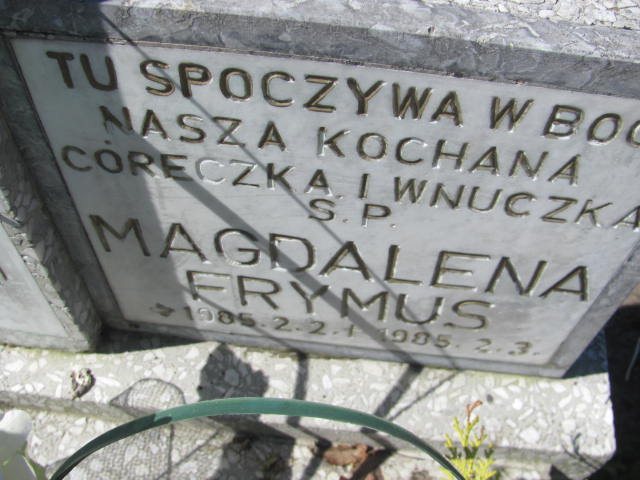 TU SPOCZYWA W BOG
NASZA KOCHANA
CÓRECZKA I WNUCZKA
Ś.P.
MAGDALENA
FRYMUS
1985.2.2. 1985.2.3.